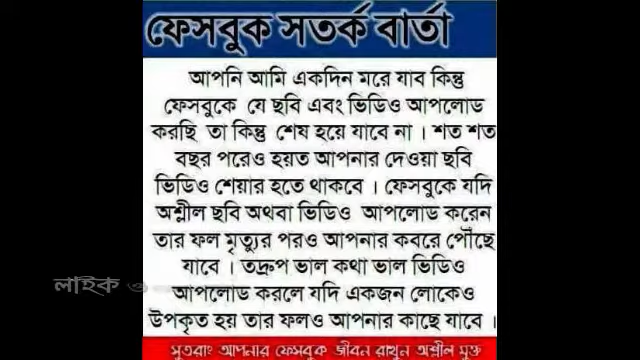 ফেসবুক সতর্ক বার্তা
আপনি আমি একদিন মরে যাব কিন্তু
ফেসবুকে যে ছবি এবং ভিডিও আপলোড
করছি তা কিন্তু শেষ হয়ে যাবে না । শত শত
বছর পরেও হয়ত আপনার দেওয়া ছবি
ভিডিও শেয়ার হতে থাকবে । ফেসবুকে যদি
অশ্লীল ছবি অথবা ভিডিও আপলোড করেন
তার ফল মৃত্যুর পরও আপনার কবরে পৌঁছে
যাবে । তদ্রুপ ভাল কথা ভাল ভিডিও
লাইক ও
আপলোড করলে যদি একজন লোকেও
উপকৃত হয় তার ফলও আপনার কাছে যাবে ।
সুতরাং আপনার ফেসবুক জীবন রাখুন অশ্লীল মুক্ত